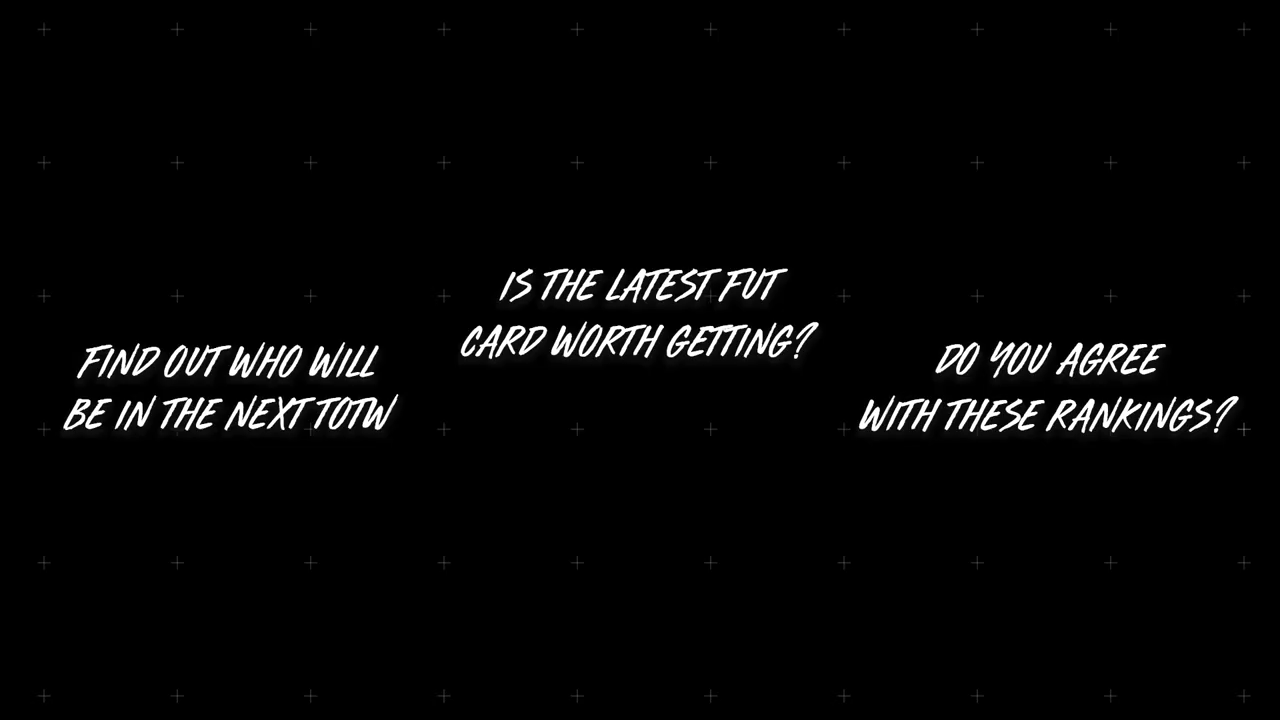 FIND OUT WHO WILL
BE IN THE NEXT TOTW
IS THE LATEST FUT
CARD WORTH GETTING?
DO YOU AGREE
WITH THESE RANKINGS?